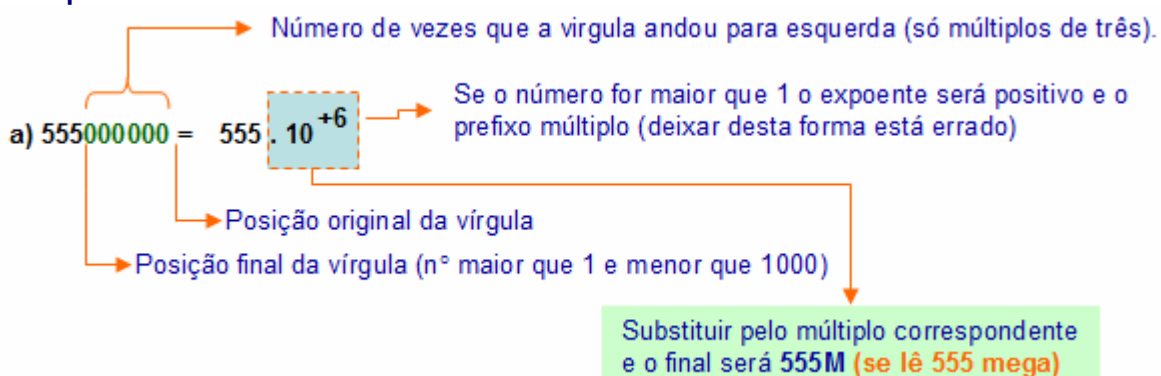 Número de vezes que a virgula andou para esquerda (só múltiplos de três).
Se o número for maior que 1 o expoente será positivo e o
prefixo múltiplo (deixar desta forma está errado)
a) 555000000 = 555 . 10 +6
Posição original da vírgula
Posição final da vírgula (nº maior que 1 e menor que 1000)
Substituir pelo múltiplo correspondente
e o final será 555M (se lê 555 mega)